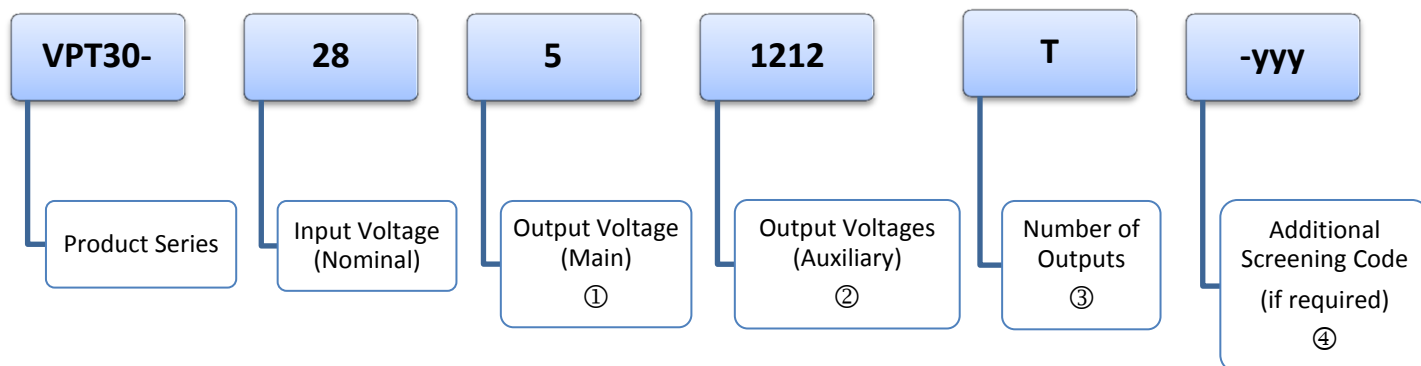 VPT30-
28
5
1212
T
-yyy
Product Series
Input Voltage
(Nominal)
Output Voltage
(Main)
①
Output Voltages
(Auxiliary)
②
Number of
Outputs
③
Additional
Screening Code
(if required)
④